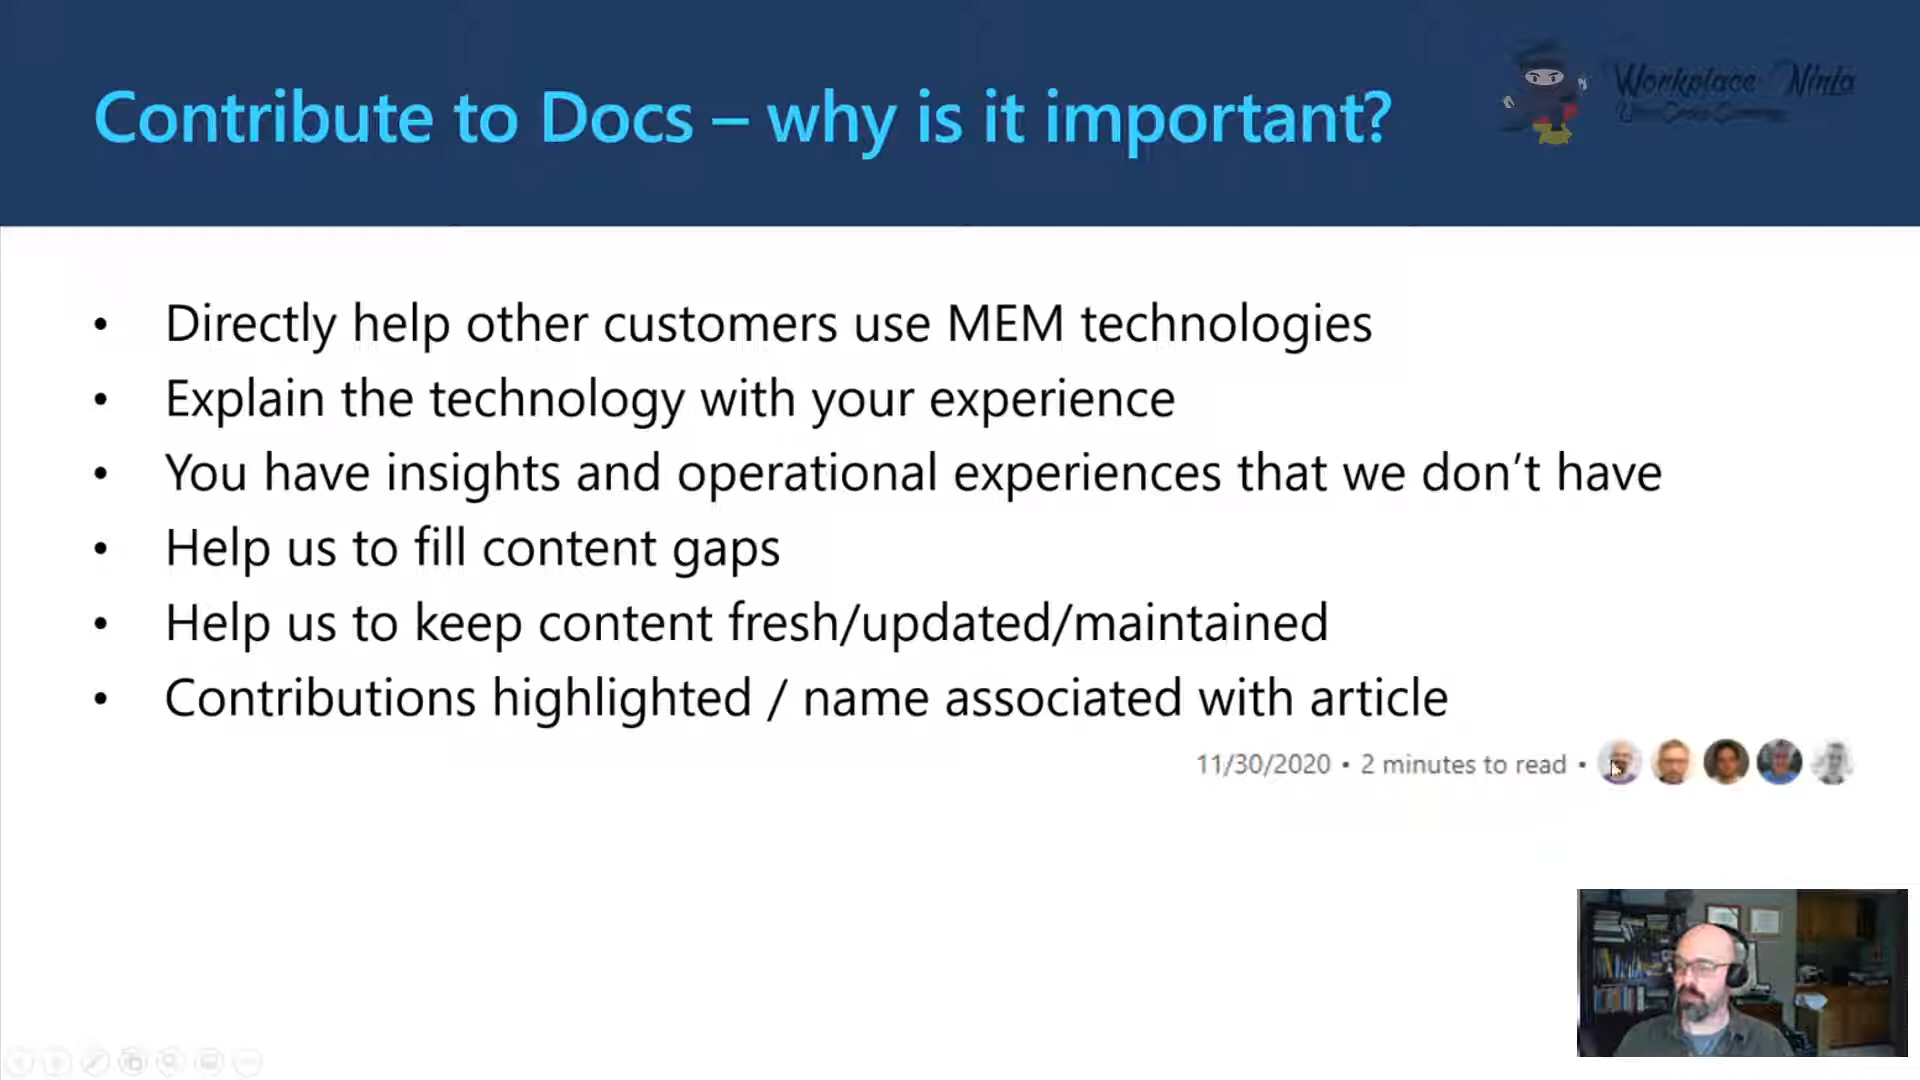 Contribute to Docs – why is it important?
Workplace Ninja
• Directly help other customers use MEM technologies
• Explain the technology with your experience
• You have insights and operational experiences that we don’t have
• Help us to fill content gaps
• Help us to keep content fresh/updated/maintained
• Contributions highlighted / name associated with article
11/30/2020 • 2 minutes to read •